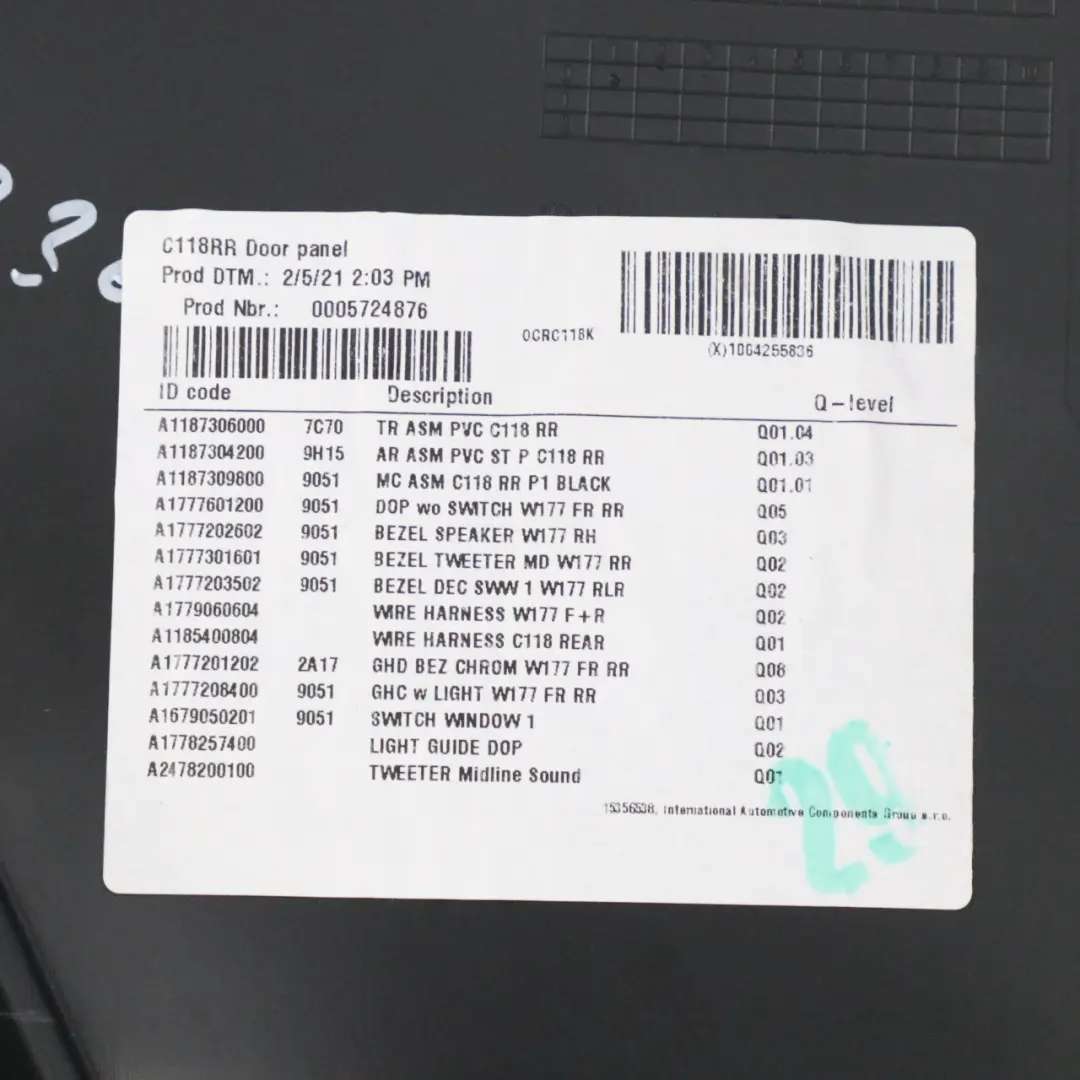 C118RR Door panel
Prod DTM.: 2/5/21 2:03 PM
Prod Nbr.: 0005724876
OCRC118K
(X)1004255836
ID code Description Q-level
A1187306000 7C70 TR ASM PVC C118 RR Q01.04
A1187304200 9H15 AR ASM PVC ST P C118 RR Q01.03
A1187309800 9051 MC ASM C118 RR P1 BLACK Q01.01
A1777601200 9051 DOP wo SWITCH W177 FR RR Q05
A1777202602 9051 BEZEL SPEAKER W177 RH Q03
A1777301601 9051 BEZEL TWEETER MD W177 RR Q02
A1777203502 9051 BEZEL DEC SWW 1 W177 RLR Q02
A1779060604 WIRE HARNESS W177 F+R Q02
A1185400804 WIRE HARNESS C118 REAR Q01
A1777201202 2A17 GHD BEZ CHROM W177 FR RR Q08
A1777208400 9051 GHC w LIGHT W177 FR RR Q03
A1679050201 9051 SWITCH WINDOW 1 Q01
A1778257400 LIGHT GUIDE DOP Q02
A2478200100 TWEETER Midline Sound Q01
15356538, International Automotive Components Group s.r.o.
29